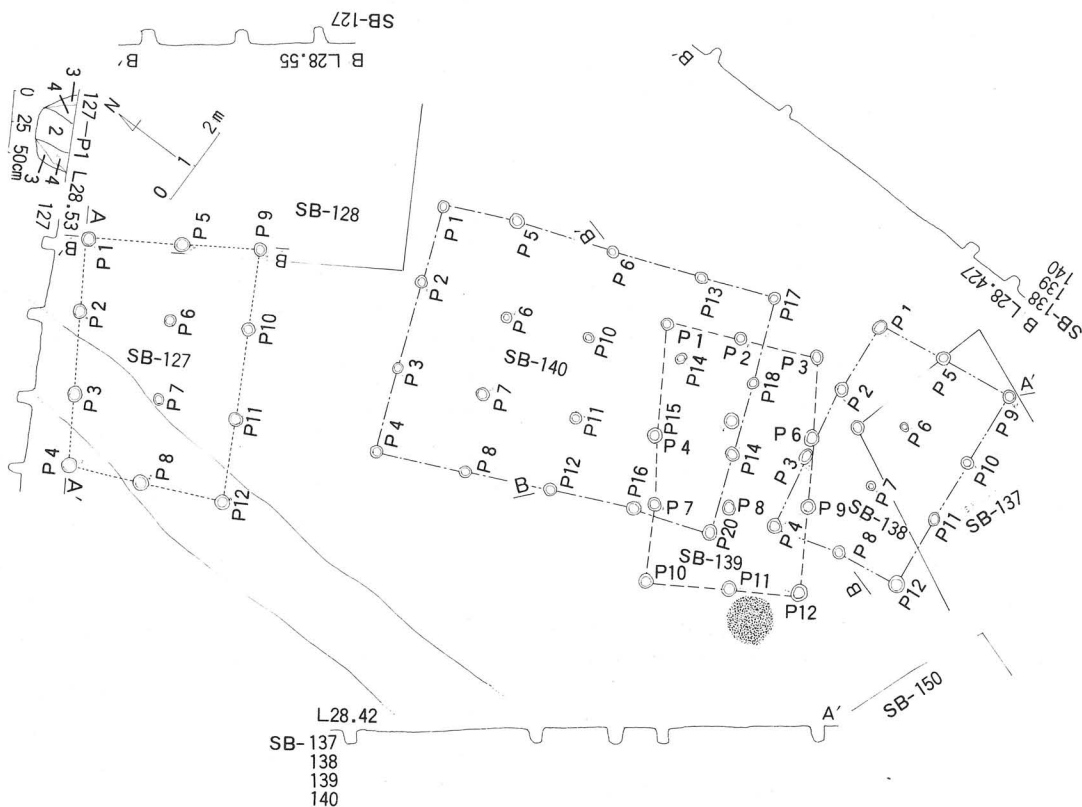 SB-127
B' B L28.55
3
4
2
4
3
127—P1 L28.53
0 25 50cm
N
0 1 2m
127
A
B'
P1
P5
P9
B
P2
P6
P10
SB-127
P3
P7
P11
P4
A'
P8
P12
SB-128
P1
P5
B'
P6
P13
P17
P2
P6
P10
P14
P18
SB-140
P3
P7
P11
P15
P14
P4
P8
B
P12
P16
P20
P1
P2
P3
P4
P6
P7
P8
P9
SB-139
P10
P11
P12
B'
B L28.427
SB-138
139
140
P1
P5
P9
A'
P2
P6
P10
P3
P7
P11
SB-138
SB-137
P4
P8
B
P12
SB-150
L28.42
A'
SB-137
138
139
140